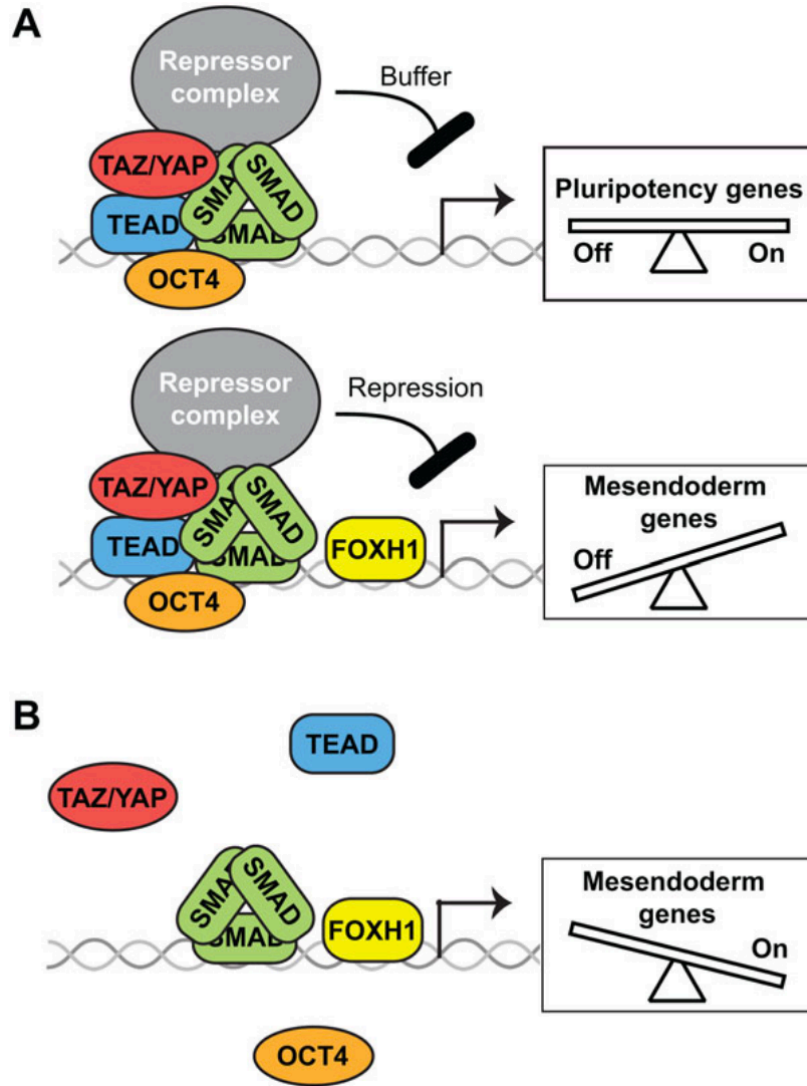 A
Repressor
complex
Buffer
TAZ/YAP
SMAD
SMAD
TEAD
SMAD
OCT4
Pluripotency genes
Off
On
Repressor
complex
Repression
TAZ/YAP
SMAD
SMAD
TEAD
SMAD
FOXH1
OCT4
Mesendoderm
genes
Off
B
TEAD
TAZ/YAP
SMAD
SMAD
SMAD
FOXH1
Mesendoderm
genes
On
OCT4